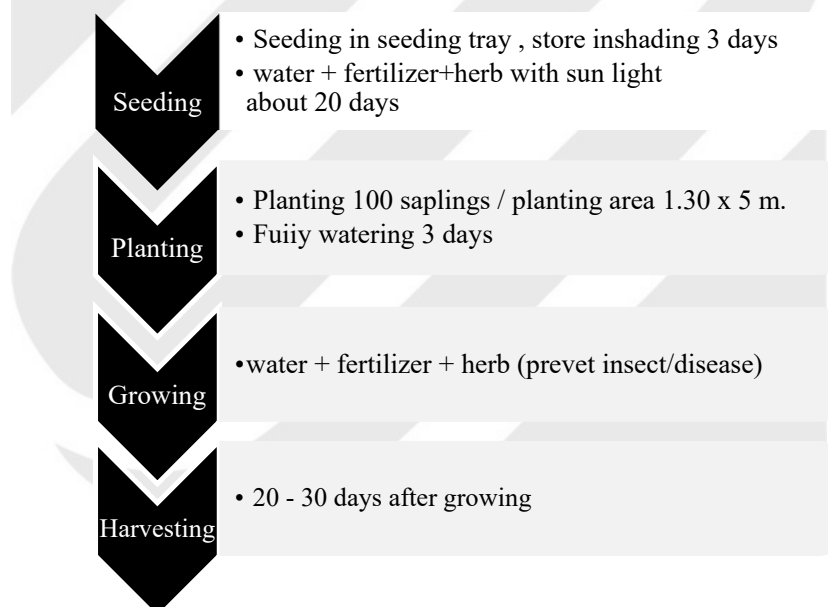 Seeding
• Seeding in seeding tray , store inshading 3 days
• water + fertilizer+herb with sun light
about 20 days
Planting
• Planting 100 saplings / planting area 1.30 x 5 m.
• Fuiiy watering 3 days
Growing
•water + fertilizer + herb (prevet insect/disease)
Harvesting
• 20 - 30 days after growing